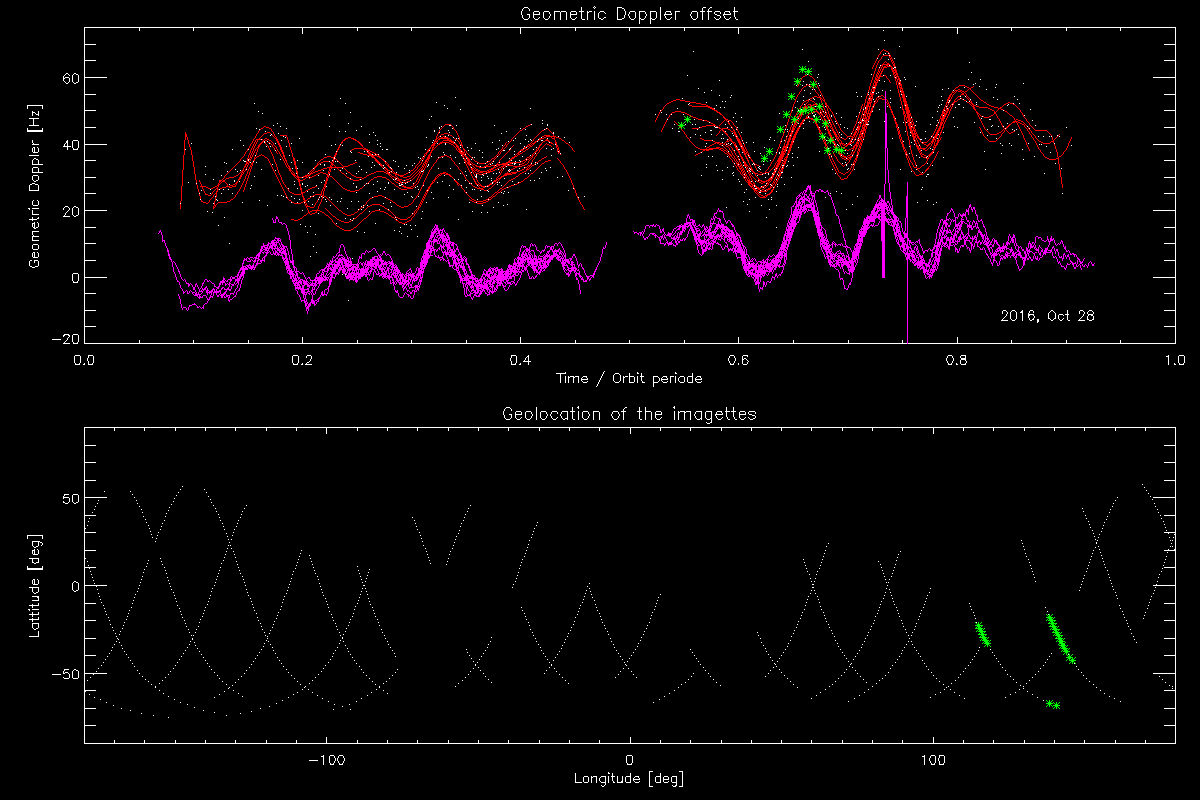 Geometric Doppler offset
Geometric Doppler [Hz]
60
40
20
0
-20
2016, Oct 28
0.0 0.2 0.4 0.6 0.8 1.0
Time / Orbit periode
Geolocation of the imagettes
Lattitude [deg]
50
0
-50
-100 0 100
Longitude [deg]